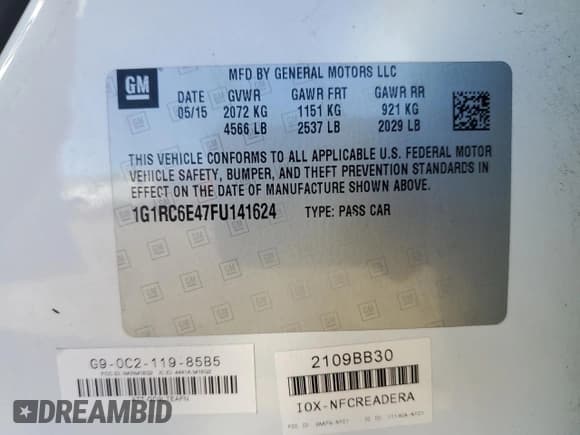 GM
MFD BY GENERAL MOTORS LLC
DATE GVWR GAWR FRT GAWR RR
05/15 2072 KG 1151 KG 921 KG
4566 LB 2537 LB 2029 LB
THIS VEHICLE CONFORMS TO ALL APPLICABLE U.S. FEDERAL MOTOR
VEHICLE SAFETY, BUMPER, AND THEFT PREVENTION STANDARDS IN
EFFECT ON THE DATE OF MANUFACTURE SHOWN ABOVE.
1G1RC6E47FU141624 TYPE: PASS CAR
G9-0C2-119-85B5
2109BB30
IOX-NFCREADERA
DREAMBID